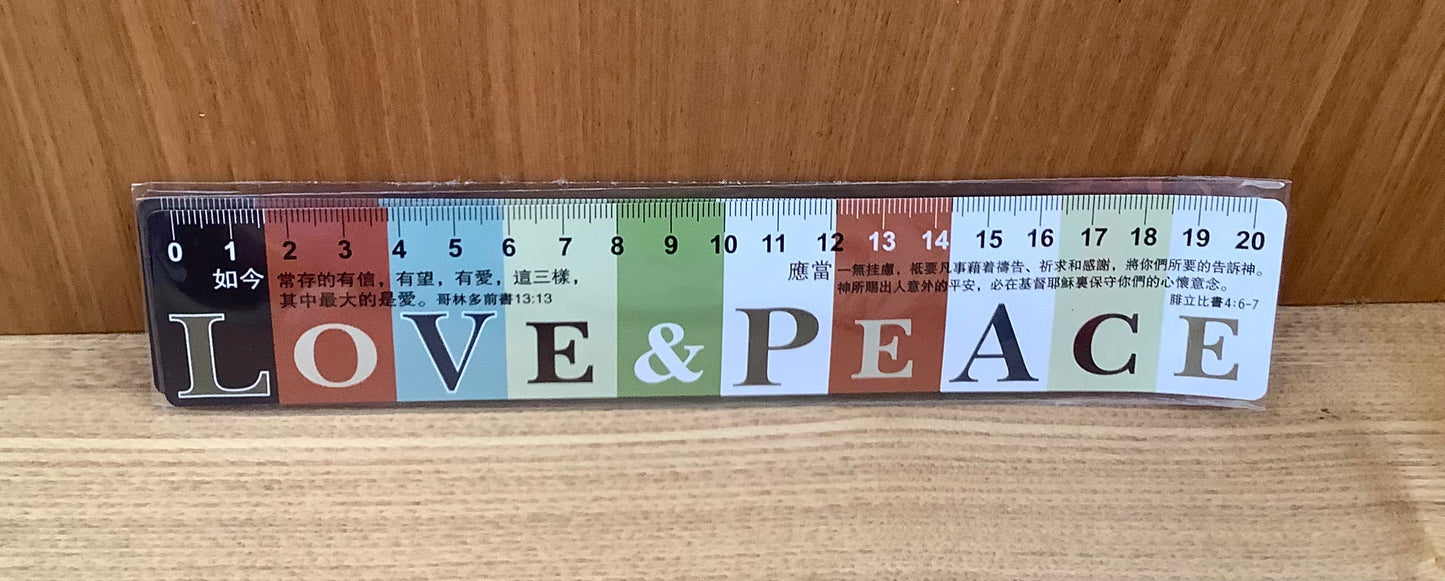 0 1 2 3 4 5 6 7 8 9 10 11 12 13 14 15 16 17 18 19 20
如今 常存的有信，有望，有愛，這三樣，
其中最大的是愛。哥林多前書13:13
應當 一無挂慮，祗要凡事藉着禱告、祈求和感謝，將你們所要的告訴神。
神所賜出人意外的平安，必在基督耶穌裏保守你們的心懷意念。
腓立比書4:6-7
LOVE & PEACE